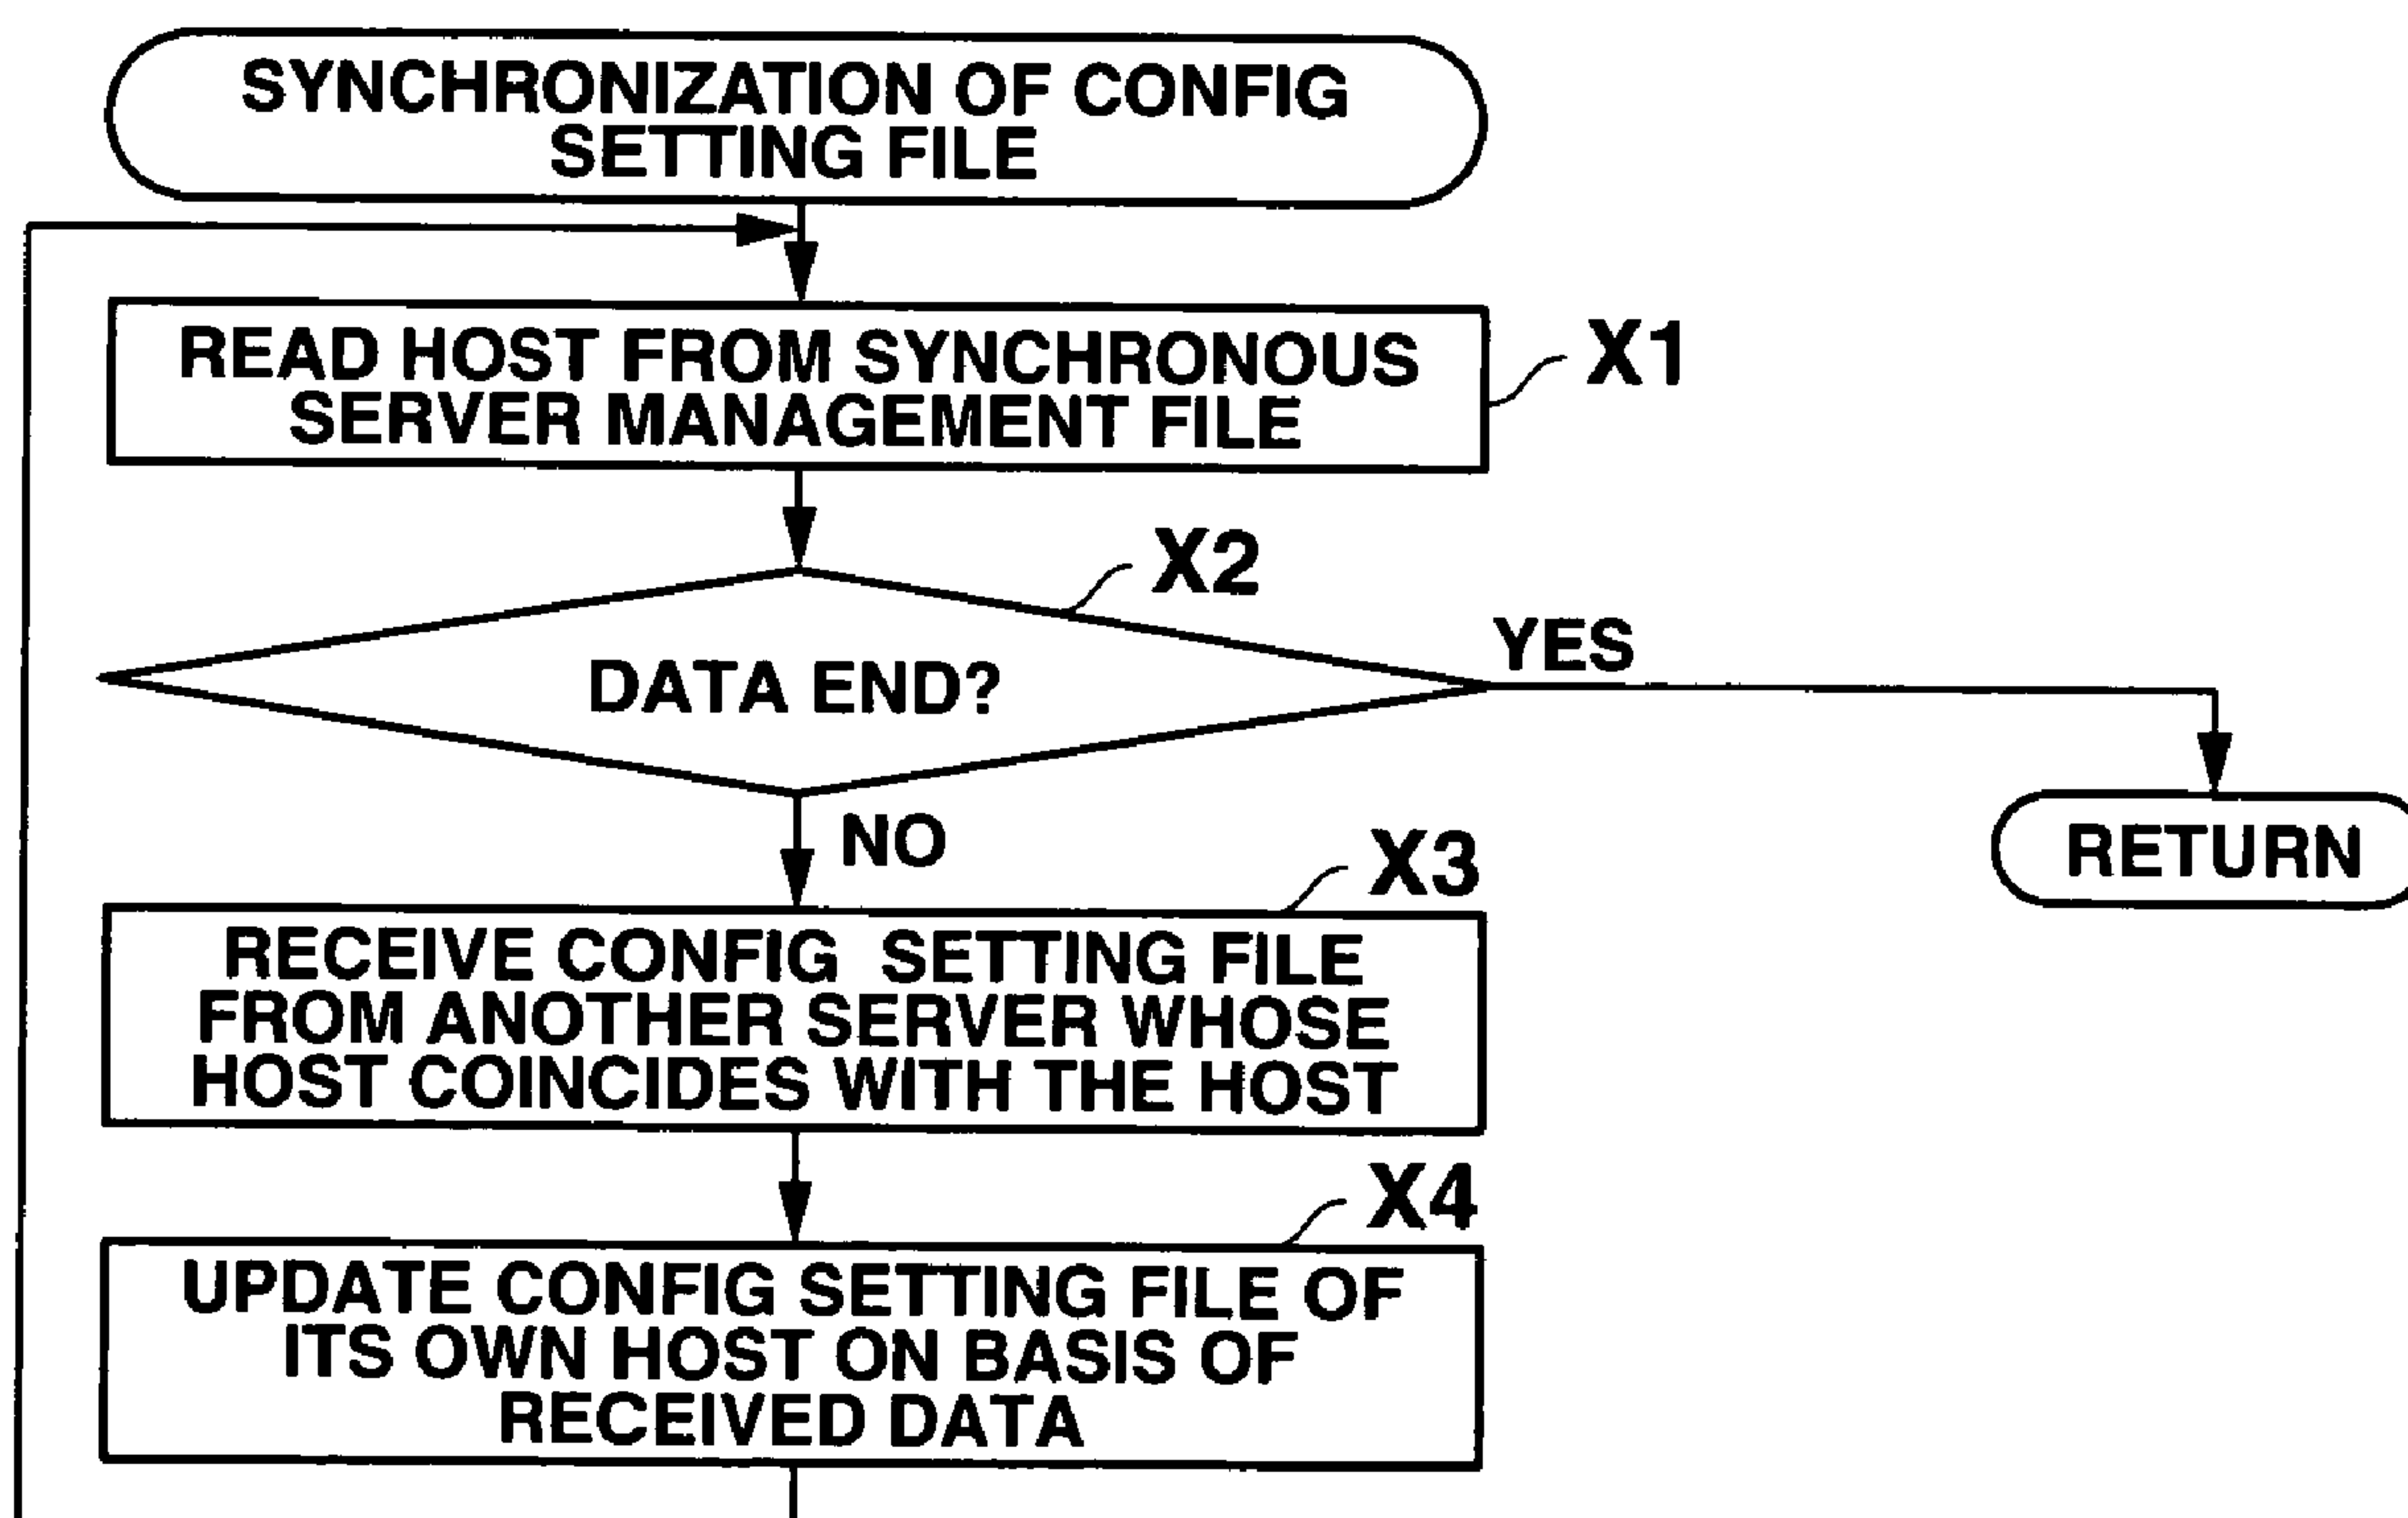 SYNCHRONIZATION OF CONFIG
SETTING FILE
READ HOST FROM SYNCHRONOUS
SERVER MANAGEMENT FILE
X1
X2
DATA END?
YES
NO
RETURN
X3
RECEIVE CONFIG SETTING FILE
FROM ANOTHER SERVER WHOSE
HOST COINCIDES WITH THE HOST
X4
UPDATE CONFIG SETTING FILE OF
ITS OWN HOST ON BASIS OF
RECEIVED DATA